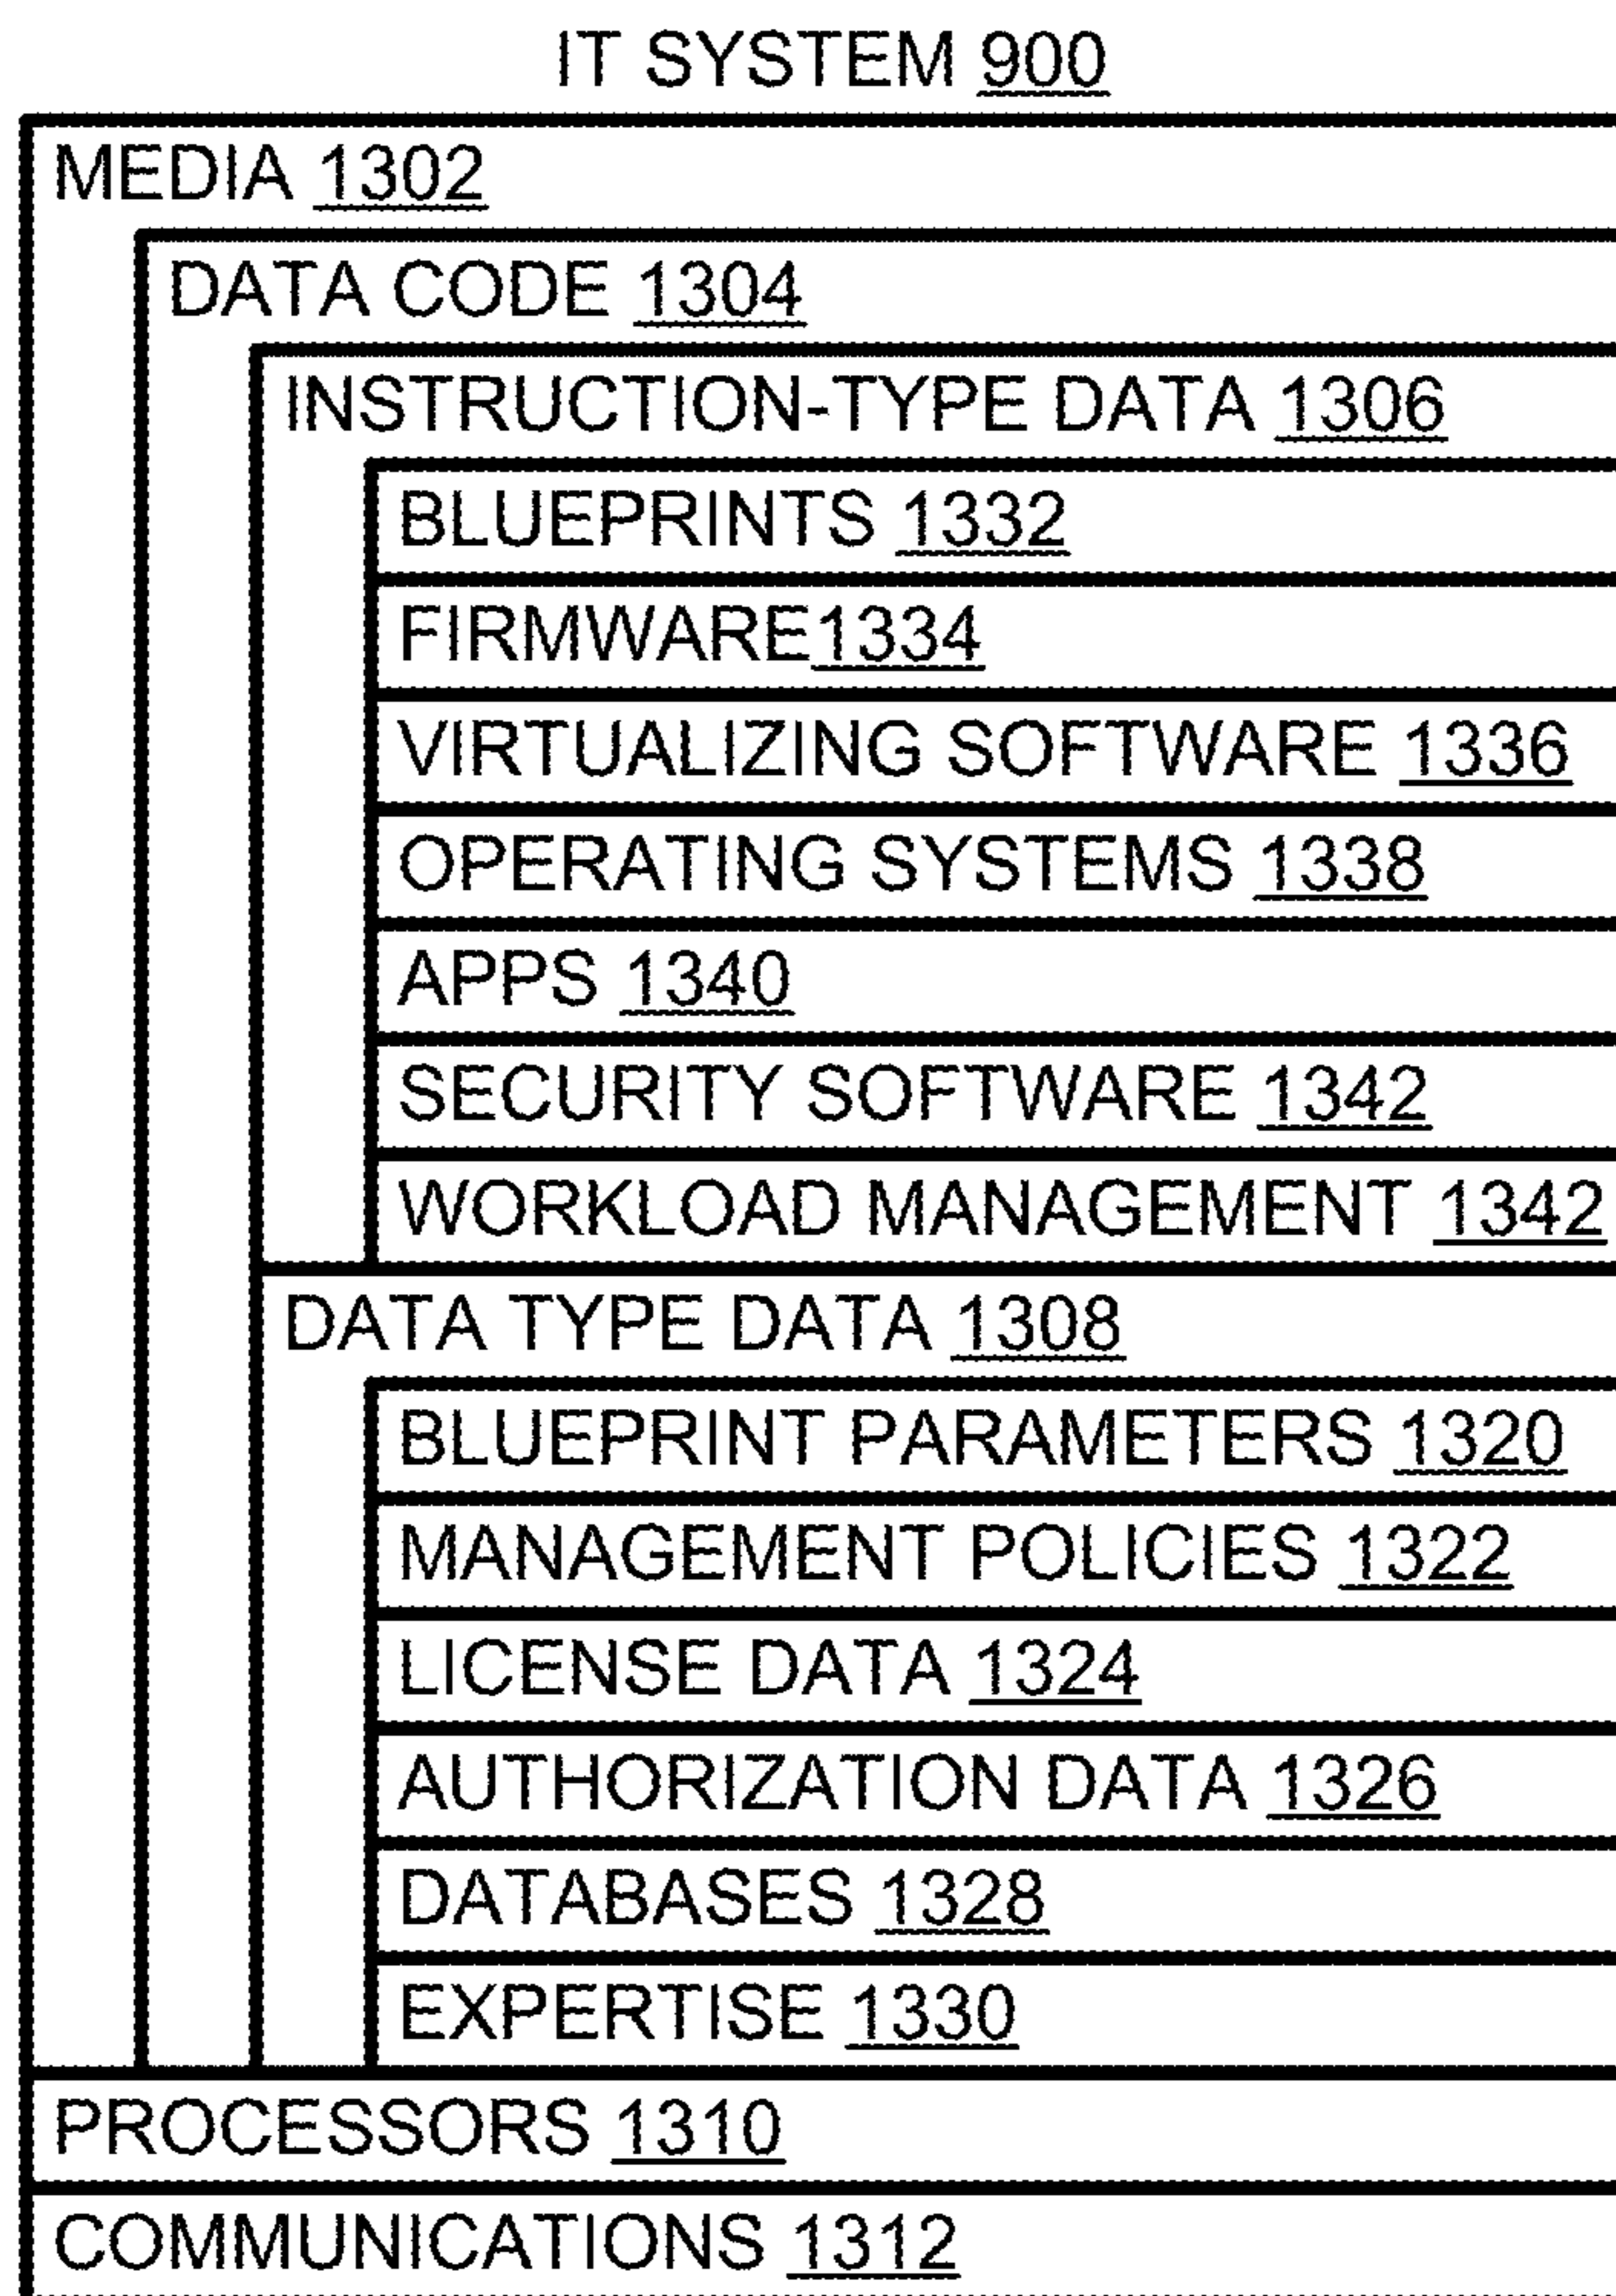 IT SYSTEM 900
MEDIA 1302
DATA CODE 1304
INSTRUCTION-TYPE DATA 1306
BLUEPRINTS 1332
FIRMWARE1334
VIRTUALIZING SOFTWARE 1336
OPERATING SYSTEMS 1338
APPS 1340
SECURITY SOFTWARE 1342
WORKLOAD MANAGEMENT 1342
DATA TYPE DATA 1308
BLUEPRINT PARAMETERS 1320
MANAGEMENT POLICIES 1322
LICENSE DATA 1324
AUTHORIZATION DATA 1326
DATABASES 1328
EXPERTISE 1330
PROCESSORS 1310
COMMUNICATIONS 1312